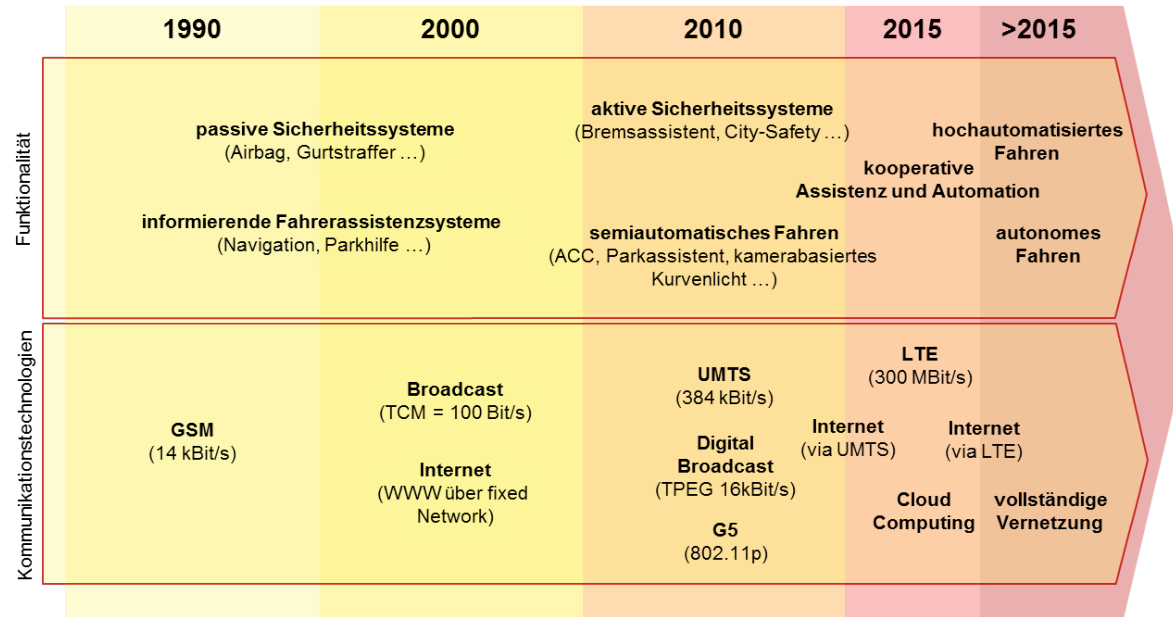 1990
2000
2010
2015
>2015
Funktionalität
passive Sicherheitssysteme
(Airbag, Gurtstraffer …)
informierende Fahrerassistenzsysteme
(Navigation, Parkhilfe …)
aktive Sicherheitssysteme
(Bremsassistent, City-Safety …)
semiautomatisches Fahren
(ACC, Parkassistent, kamerabasiertes
Kurvenlicht …)
kooperative
Assistenz und Automation
hochautomatisiertes
Fahren
autonomes
Fahren
Kommunikationstechnologien
GSM
(14 kBit/s)
Broadcast
(TCM = 100 Bit/s)
Internet
(WWW über fixed
Network)
UMTS
(384 kBit/s)
Digital
Broadcast
(TPEG 16kBit/s)
G5
(802.11p)
Internet
(via UMTS)
LTE
(300 MBit/s)
Internet
(via LTE)
Cloud
Computing
vollständige
Vernetzung